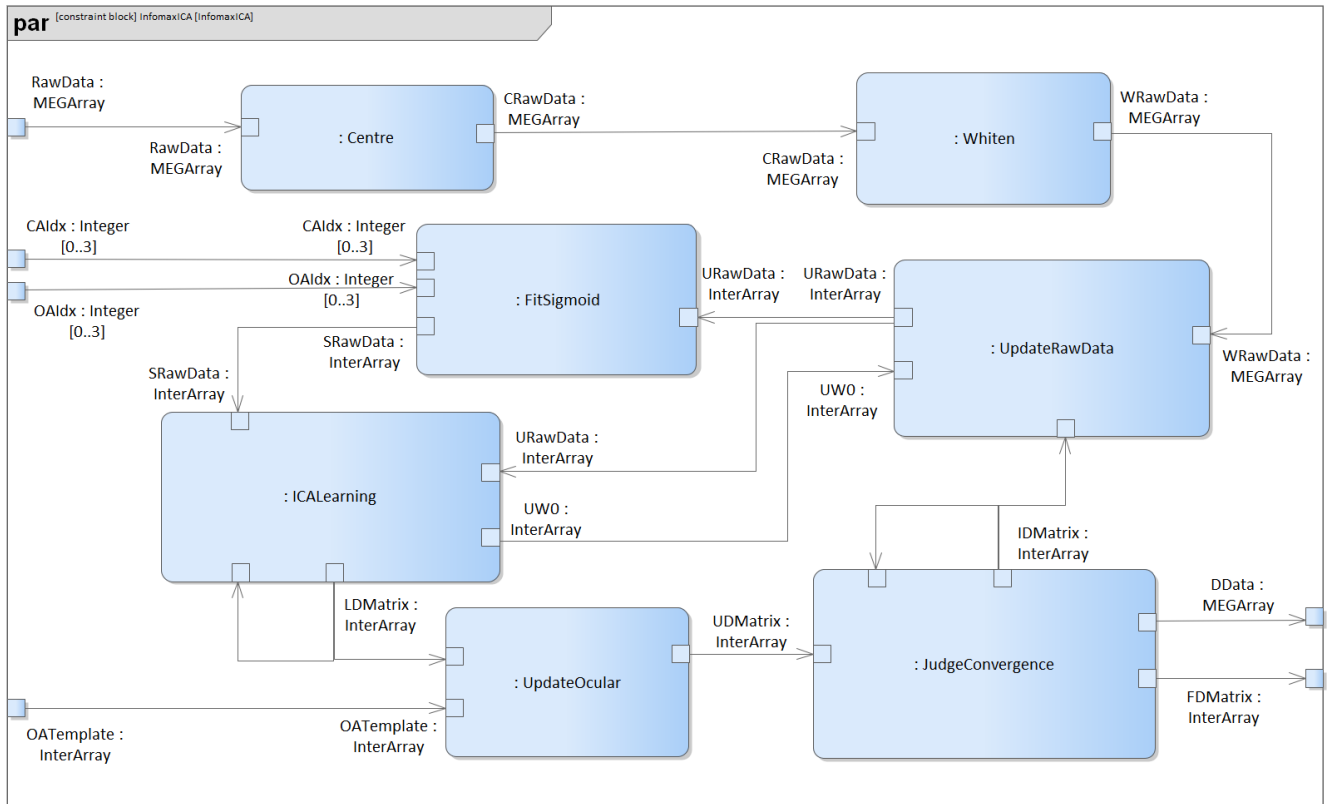 par [constraint block] InfomaxICA [InfomaxICA]
RawData :
MEGArray
RawData :
MEGArray
: Centre
CRawData :
MEGArray
CRawData :
MEGArray
: Whiten
WRawData :
MEGArray
CAIdx : Integer
[0..3]
CAIdx : Integer
[0..3]
OAIdx : Integer
[0..3]
OAIdx : Integer
[0..3]
: FitSigmoid
SRawData :
InterArray
URawData :
InterArray
URawData :
InterArray
: UpdateRawData
WRawData :
MEGArray
SRawData :
InterArray
UW0 :
InterArray
URawData :
InterArray
: ICALearning
UW0 :
InterArray
IDMatrix :
InterArray
LDMatrix :
InterArray
UDMatrix :
InterArray
DData :
MEGArray
: UpdateOcular
: JudgeConvergence
FDMatrix :
InterArray
OATemplate :
InterArray
OATemplate :
InterArray